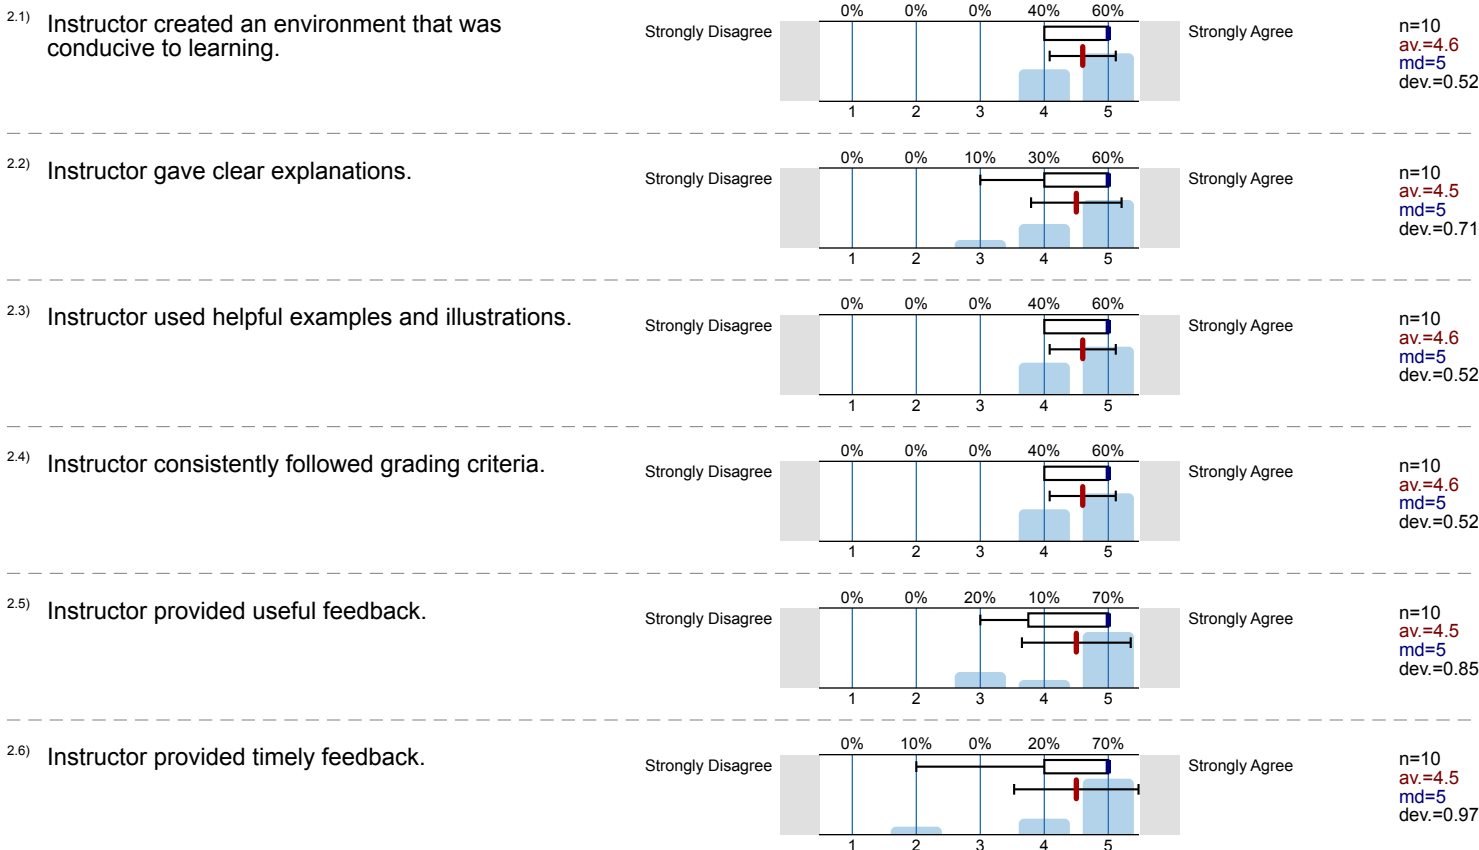 2.1) Instructor created an environment that was
conducive to learning.
Strongly Disagree
0% 0% 0% 40% 60%
1 2 3 4 5
Strongly Agree
n=10
av.=4.6
md=5
dev.=0.52
2.2) Instructor gave clear explanations.
Strongly Disagree
0% 0% 10% 30% 60%
1 2 3 4 5
Strongly Agree
n=10
av.=4.5
md=5
dev.=0.71
2.3) Instructor used helpful examples and illustrations.
Strongly Disagree
0% 0% 0% 40% 60%
1 2 3 4 5
Strongly Agree
n=10
av.=4.6
md=5
dev.=0.52
2.4) Instructor consistently followed grading criteria.
Strongly Disagree
0% 0% 0% 40% 60%
1 2 3 4 5
Strongly Agree
n=10
av.=4.6
md=5
dev.=0.52
2.5) Instructor provided useful feedback.
Strongly Disagree
0% 0% 20% 10% 70%
1 2 3 4 5
Strongly Agree
n=10
av.=4.5
md=5
dev.=0.85
2.6) Instructor provided timely feedback.
Strongly Disagree
0% 10% 0% 20% 70%
1 2 3 4 5
Strongly Agree
n=10
av.=4.5
md=5
dev.=0.97